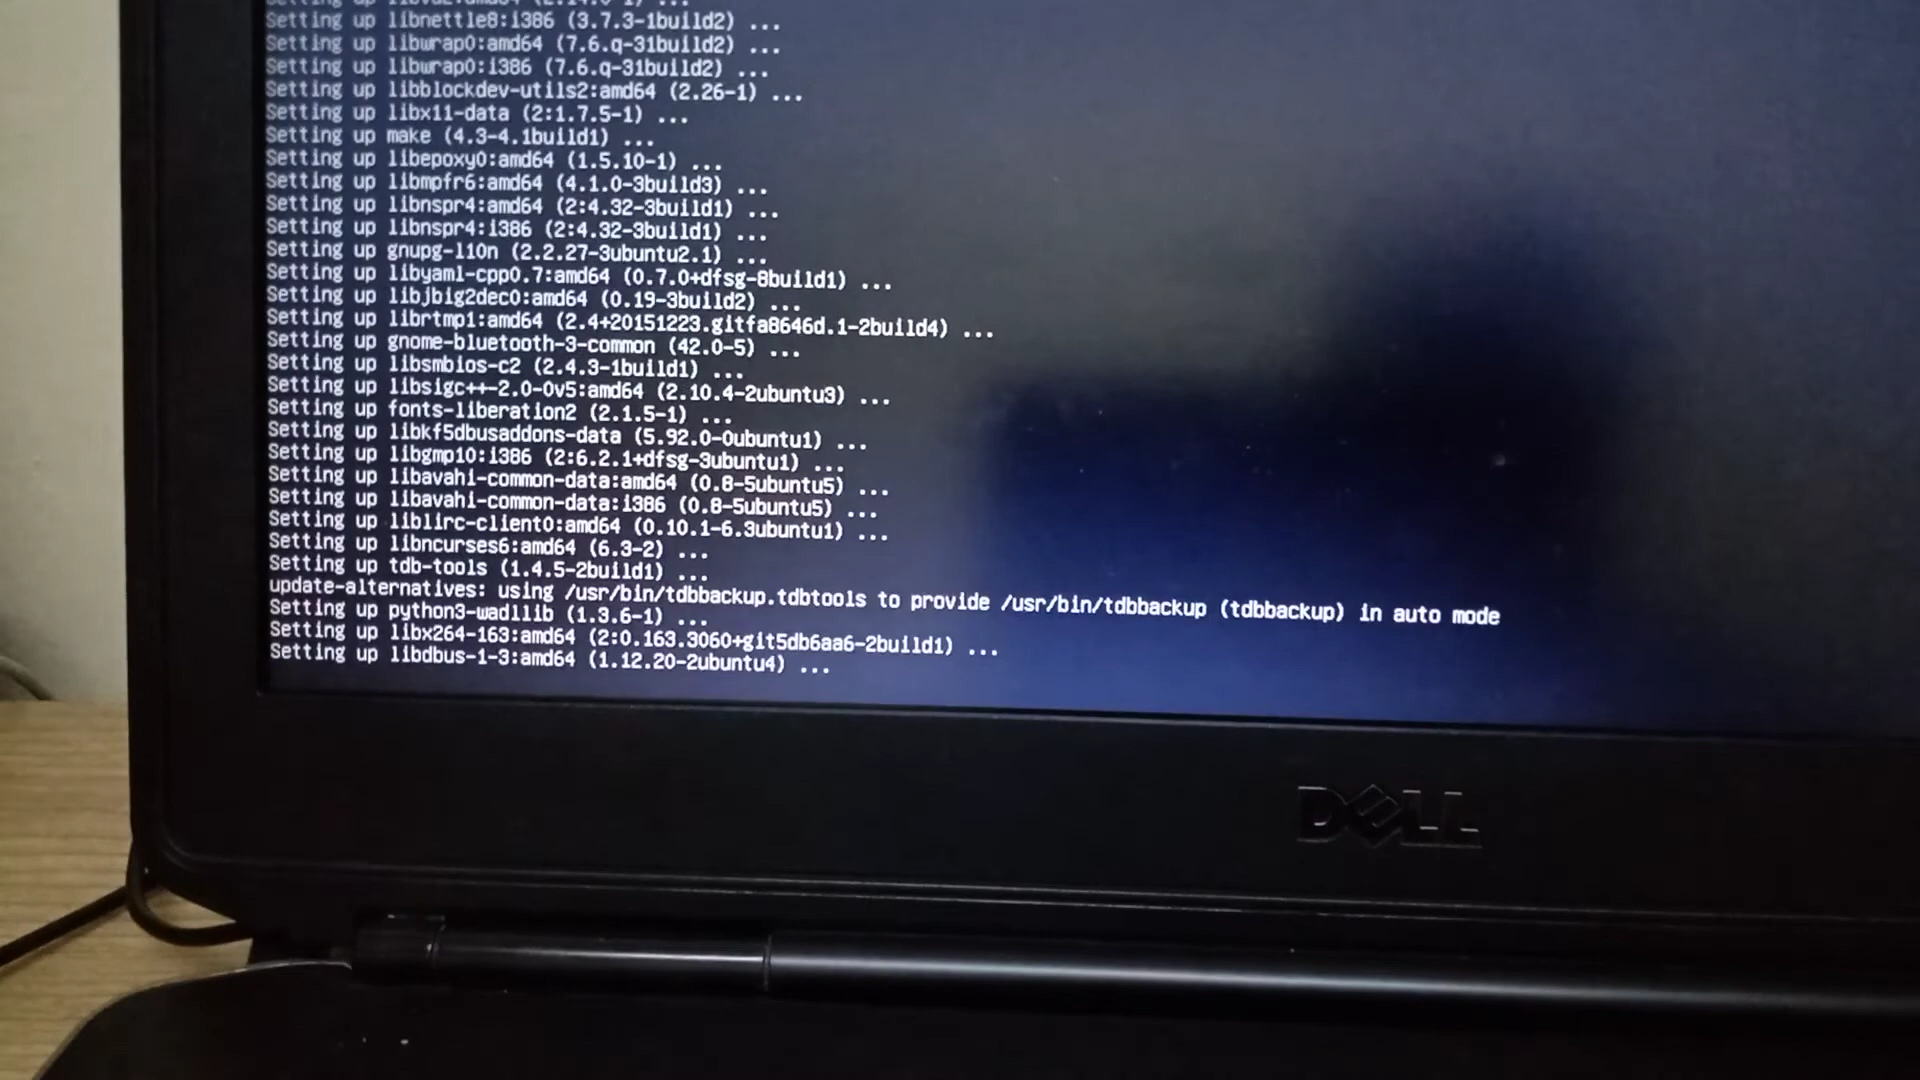 Setting up libnettle8:i386 (3.7.3-1build2) ...
Setting up libwrap0:amd64 (7.6.q-31build2) ...
Setting up libwrap0:i386 (7.6.q-31build2) ...
Setting up libblockdev-utils2:amd64 (2.26-1) ...
Setting up libx11-data (2:1.7.5-1) ...
Setting up make (4.3-4.1build1) ...
Setting up libepoxy0:amd64 (1.5.10-1) ...
Setting up libmpfr6:amd64 (4.1.0-3build3) ...
Setting up libnspr4:amd64 (2:4.32-3build1) ...
Setting up libnspr4:i386 (2:4.32-3build1) ...
Setting up gnupg-l10n (2.2.27-3ubuntu2.1) ...
Setting up libyaml-cpp0.7:amd64 (0.7.0+dfsg-8build1) ...
Setting up libjbig2dec0:amd64 (0.19-3build2) ...
Setting up librtmp1:amd64 (2.4+20151223.gitfa8646d.1-2build4) ...
Setting up gnome-bluetooth-3-common (42.0-5) ...
Setting up libsmbios-c2 (2.4.3-1build1) ...
Setting up libsigc++-2.0-0v5:amd64 (2.10.4-2ubuntu3) ...
Setting up fonts-liberation2 (2.1.5-1) ...
Setting up libkf5dbusaddons-data (5.92.0-0ubuntu1) ...
Setting up libgmp10:i386 (2:6.2.1+dfsg-3ubuntu1) ...
Setting up libavahi-common-data:amd64 (0.8-5ubuntu5) ...
Setting up libavahi-common-data:i386 (0.8-5ubuntu5) ...
Setting up liblirc-client0:amd64 (0.10.1-6.3ubuntu1) ...
Setting up libncurses6:amd64 (6.3-2) ...
Setting up tdb-tools (1.4.5-2build1) ...
update-alternatives: using /usr/bin/tdbbackup.tdbtools to provide /usr/bin/tdbbackup (tdbbackup) in auto mode
Setting up python3-wadllib (1.3.6-1) ...
Setting up libx264-163:amd64 (2:0.163.3060+git5db6aa6-2build1) ...
Setting up libdbus-1-3:amd64 (1.12.20-2ubuntu4) ...
DELL